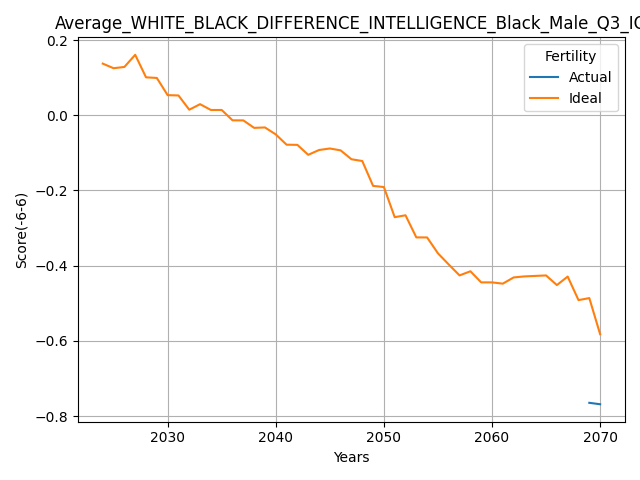 Average_WHITE_BLACK_DIFFERENCE_INTELLIGENCE_Black_Male_Q3_IQ
0.2
0.0
−0.2
−0.4
−0.6
−0.8
Score(-6-6)
Fertility
Actual
Ideal
2030 2040 2050 2060 2070
Years